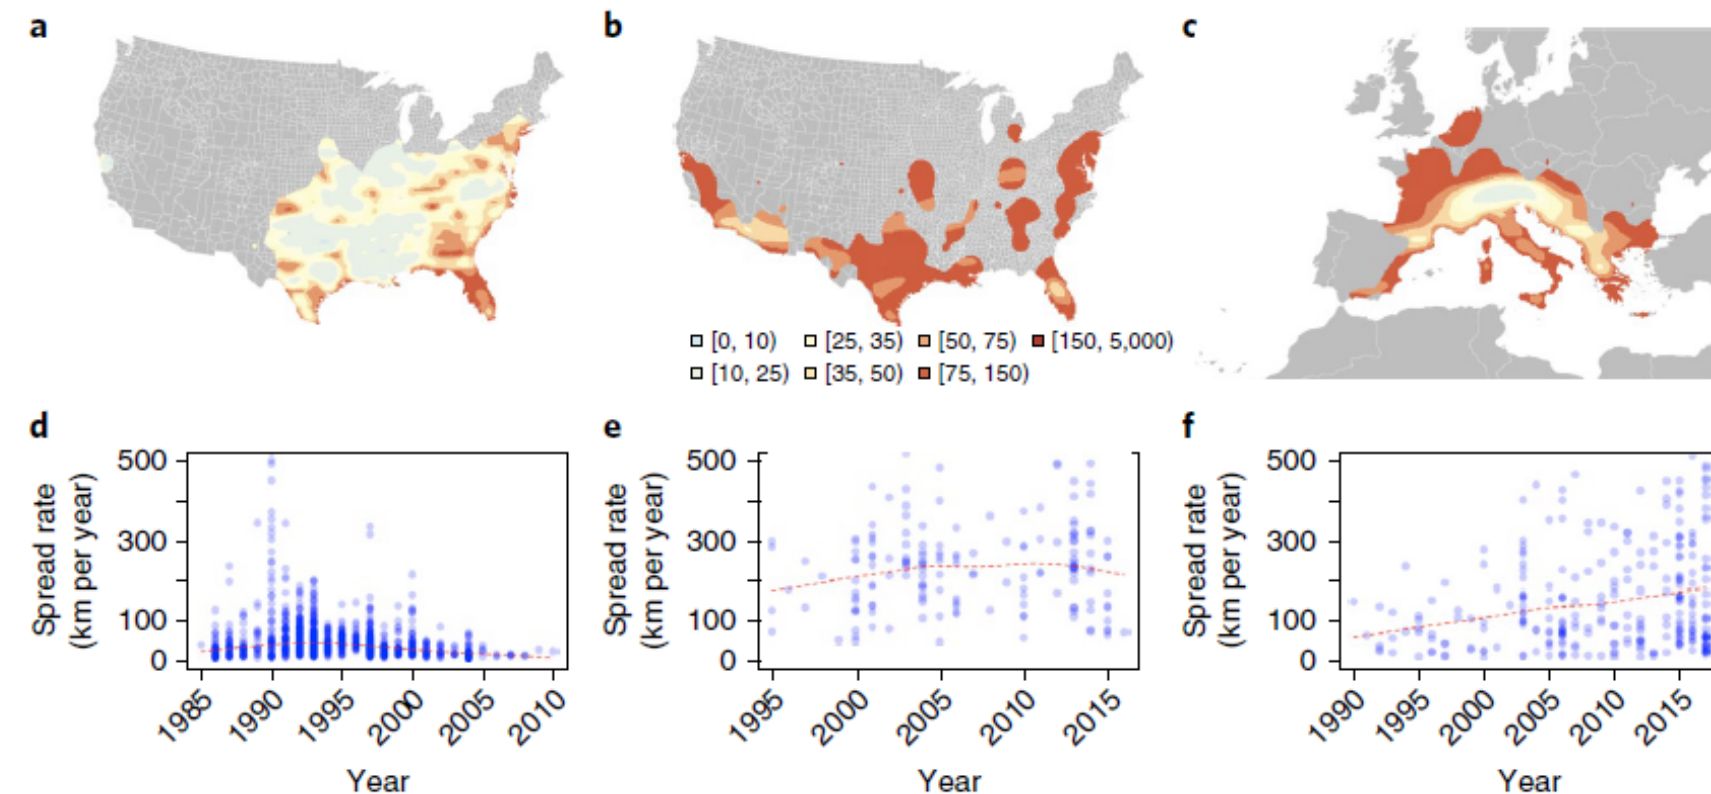 a
b
c
[0, 10) [25, 35) [50, 75) [150, 5,000)
[10, 25) [35, 50) [75, 150)
d
500
300
100
0
Spread rate
(km per year)
1985 1990 1995 2000 2005 2010
Year
e
500
300
100
0
Spread rate
(km per year)
1995 2000 2005 2010 2015
Year
f
500
300
100
0
Spread rate
(km per year)
1990 1995 2000 2005 2010 2015
Year